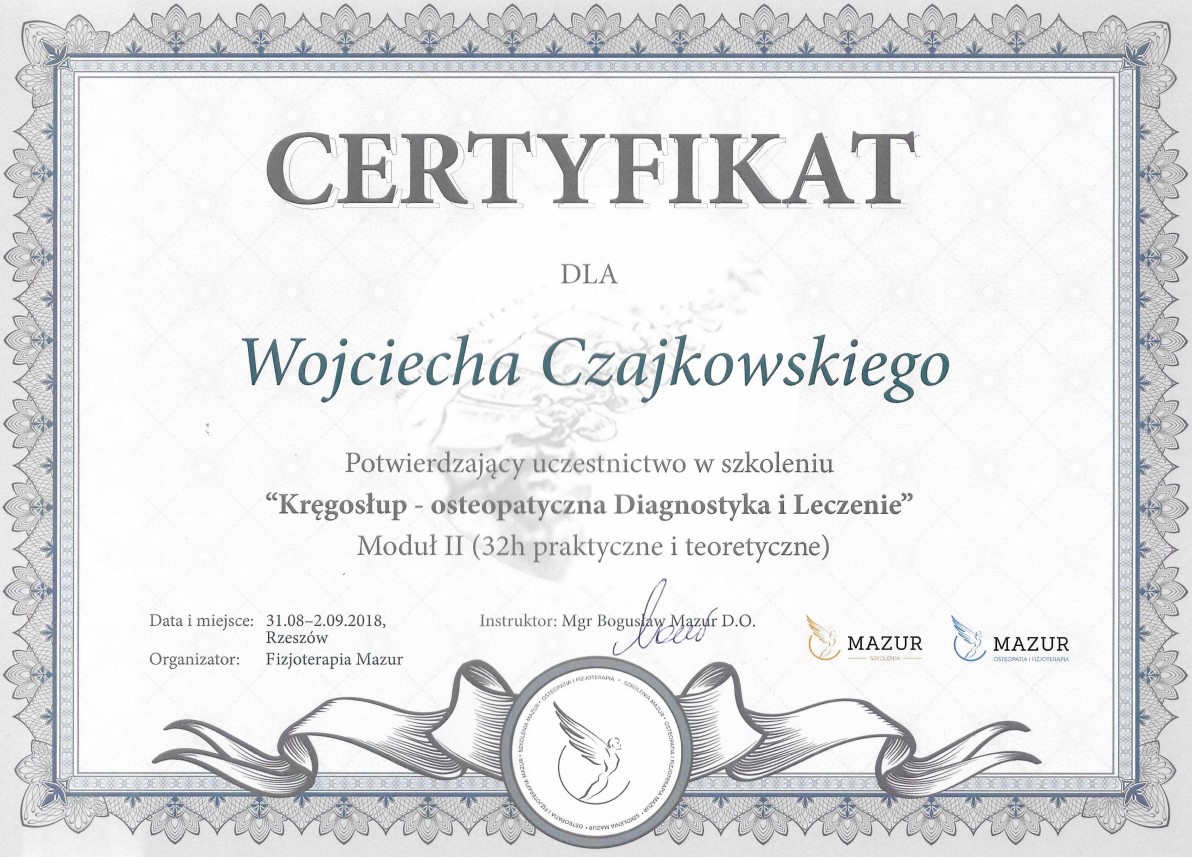 CERTYFIKAT
DLA
Wojciecha Czajkowskiego
Potwierdzający uczestnictwo w szkoleniu
“Kręgosłup - osteopatyczna Diagnostyka i Leczenie”
Moduł II (32h praktyczne i teoretyczne)
Data i miejsce: 31.08–2.09.2018,
Rzeszów
Organizator: Fizjoterapia Mazur
Instruktor: Mgr Bogusław Mazur D.O.
MAZUR
SZKOLENIA
MAZUR
OSTEOPATIA I FIZJOTERAPIA
SZKOLENIA MAZUR • OSTEOPATIA I FIZJOTERAPIA • SZKOLENIA MAZUR • OSTEOPATIA I FIZJOTERAPIA MAZUR • SZKOLENIA MAZUR • OSTEOPATIA I FIZJOTERAPIA MAZUR •